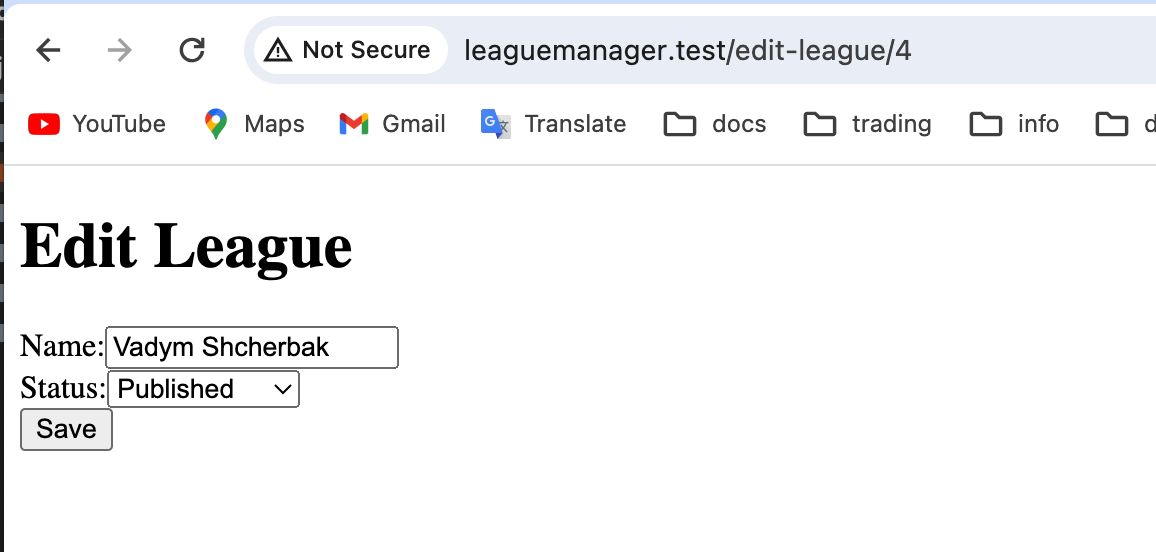 Not Secure leaguemanager.test/edit-league/4
YouTube Maps Gmail Translate docs trading info
Edit League
Name: Vadym Shcherbak
Status: Published
Save